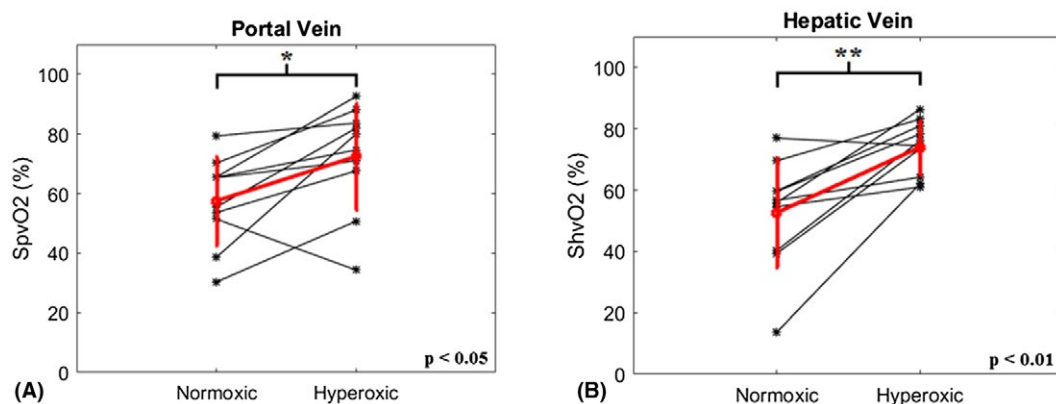 Portal Vein
*
100
80
60
40
20
0
SpvO2 (%)
p < 0.05
Normoxic Hyperoxic
(A)
Hepatic Vein
**
100
80
60
40
20
0
ShvO2 (%)
p < 0.01
Normoxic Hyperoxic
(B)